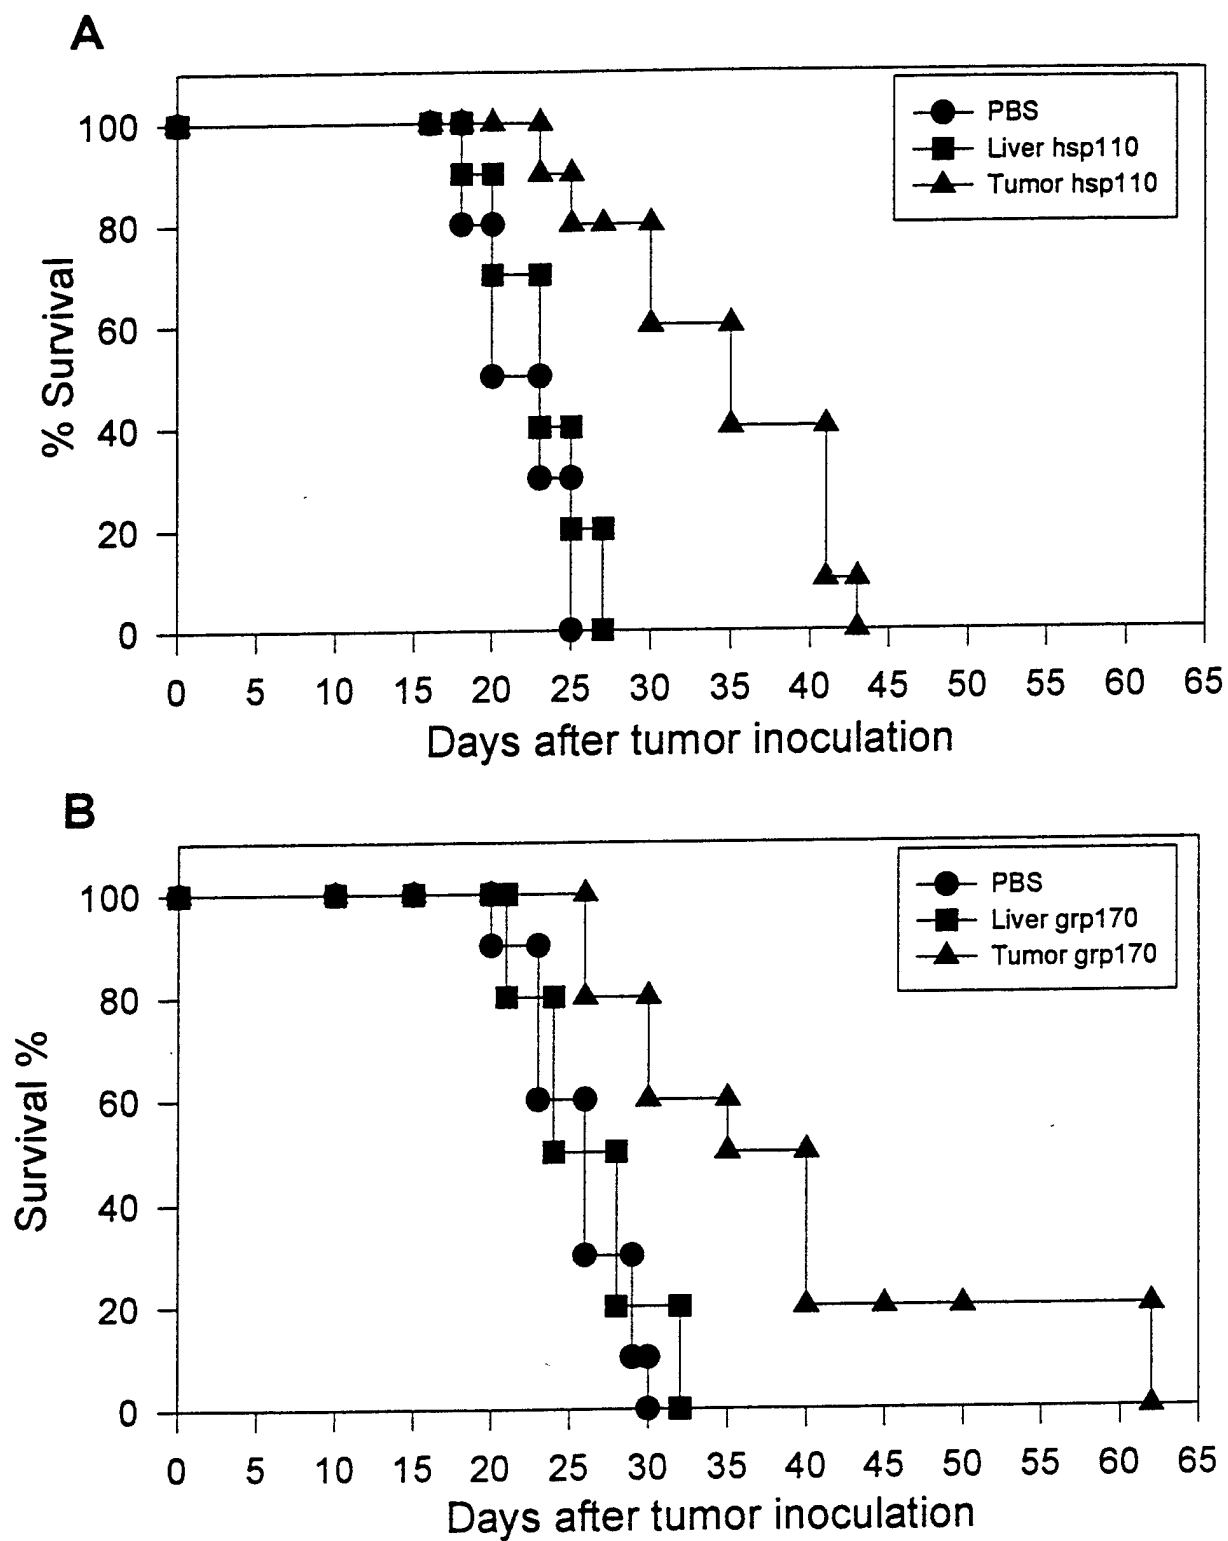 A
PBS
Liver hsp110
Tumor hsp110
100
80
60
40
20
0
% Survival
0 5 10 15 20 25 30 35 40 45 50 55 60 65
Days after tumor inoculation
B
PBS
Liver grp170
Tumor grp170
100
80
60
40
20
0
Survival %
0 5 10 15 20 25 30 35 40 45 50 55 60 65
Days after tumor inoculation